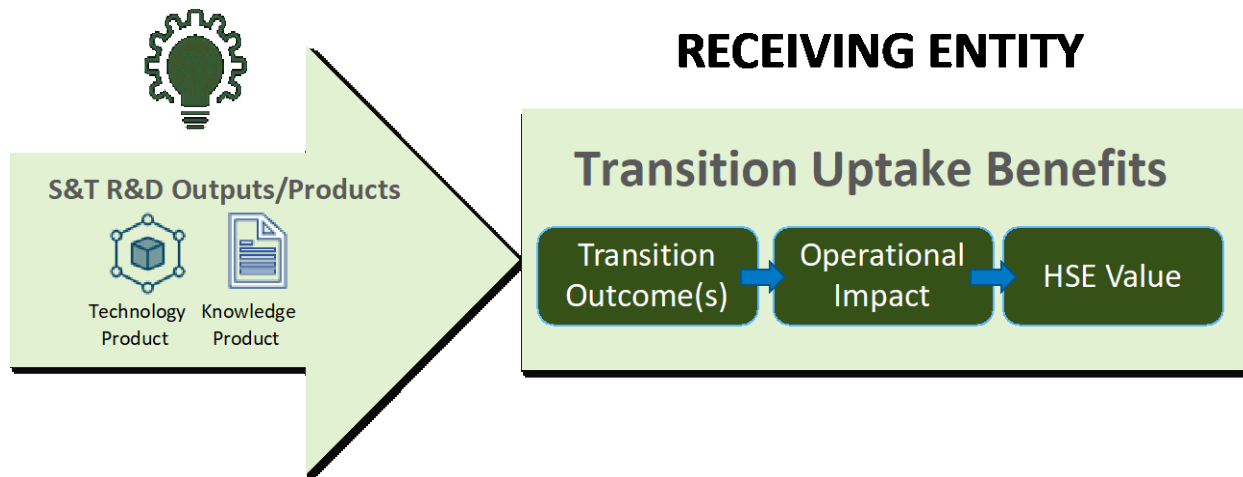 RECEIVING ENTITY
S&T R&D Outputs/Products
Technology
Product
Knowledge
Product
Transition Uptake Benefits
Transition
Outcome(s)
Operational
Impact
HSE Value